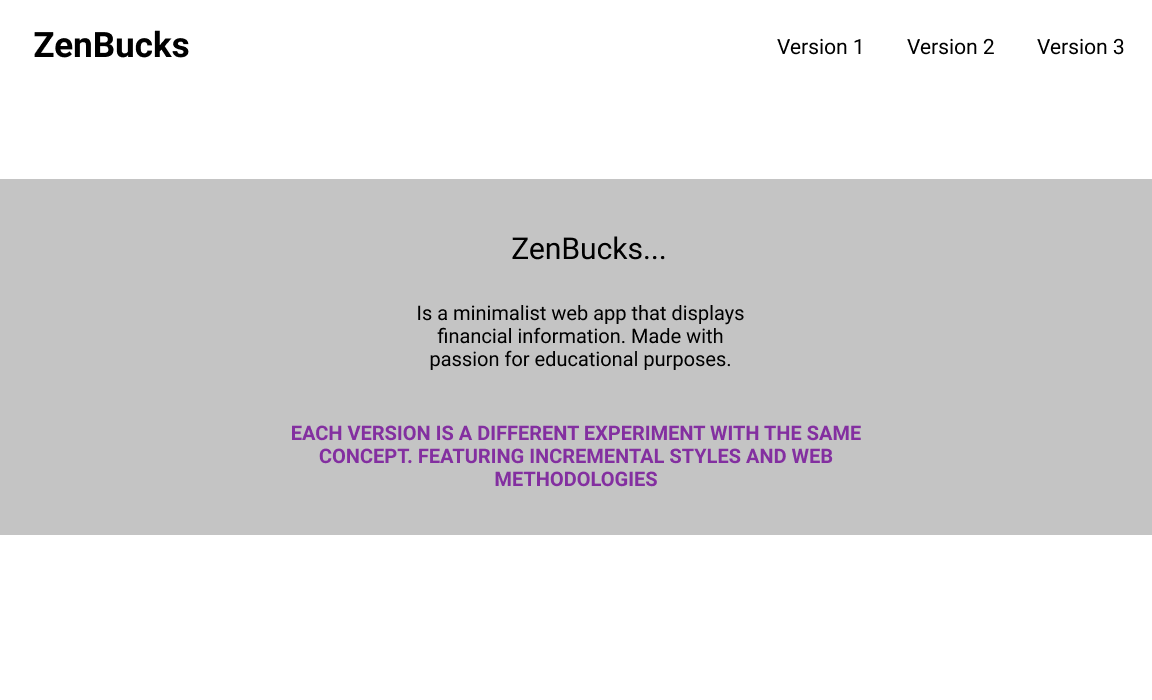 ZenBucks
Version 1
Version 2
Version 3
ZenBucks...
Is a minimalist web app that displays
financial information. Made with
passion for educational purposes.
EACH VERSION IS A DIFFERENT EXPERIMENT WITH THE SAME
CONCEPT. FEATURING INCREMENTAL STYLES AND WEB
METHODOLOGIES